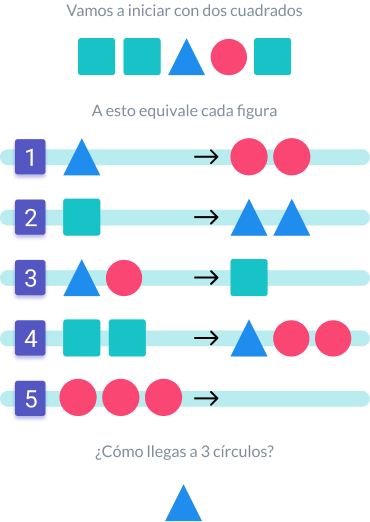 Vamos a iniciar con dos cuadrados
A esto equivale cada figura
1
2
3
4
5
¿Cómo llegas a 3 círculos?